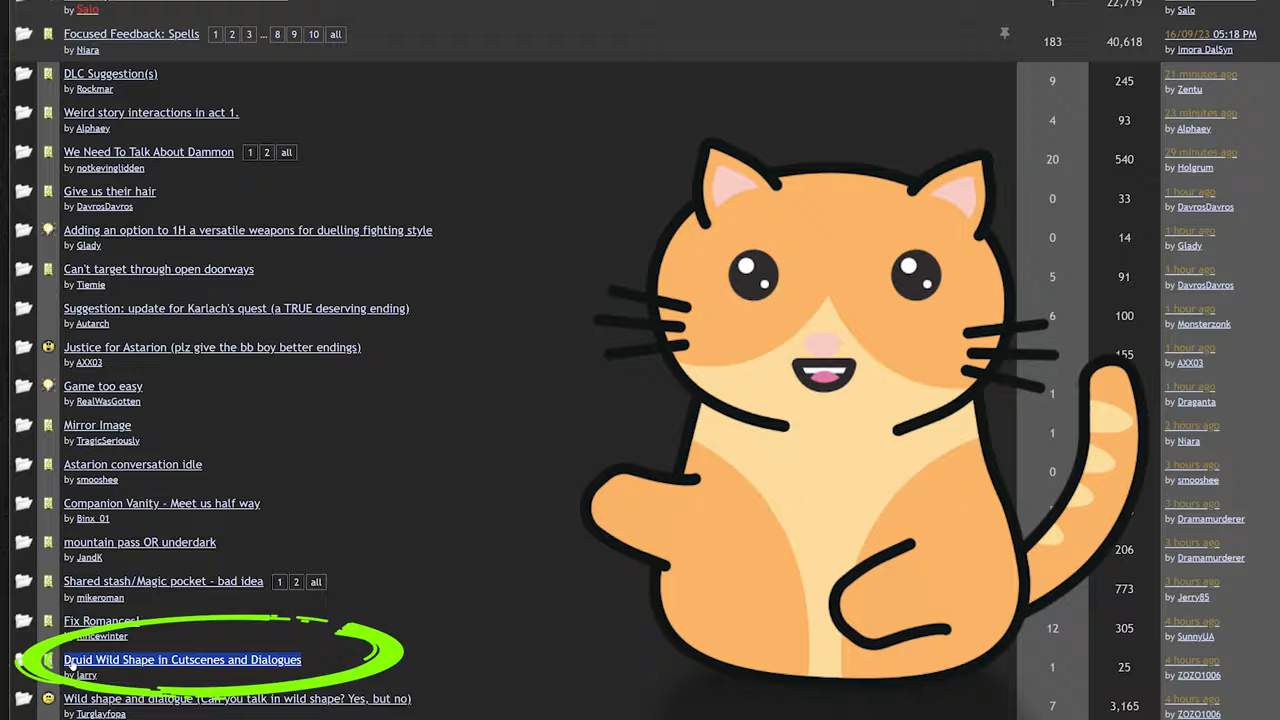 by Salo 1 22,719 by Salo
Focused Feedback: Spells 1 2 3 ... 8 9 10 all 183 40,618 16/09/23 05:18 PM
by Niara by Imora DalSyn
DLC Suggestion(s) 9 245 21 minutes ago
by Rockmar by Zentu
Weird story interactions in act 1. 4 93 23 minutes ago
by Alphaey by Alphaey
We Need To Talk About Dammon 1 2 all 20 540 29 minutes ago
by notkevinglidden by Holgrum
Give us their hair 0 33 1 hour ago
by DavrosDavros by DavrosDavros
Adding an option to 1H a versatile weapons for duelling fighting style 0 14 1 hour ago
by Glady by Glady
Can't target through open doorways 5 91 1 hour ago
by Tiemie by DavrosDavros
Suggestion: update for Karlach's quest (a TRUE deserving ending) 6 100 1 hour ago
by Autarch by Monsterzonk
Justice for Astarion (plz give the bb boy better endings) 155 1 hour ago
by AXX03 by AXX03
Game too easy 1 1 hour ago
by RealWasGotten by Draganta
Mirror Image 1 2 hours ago
by TragicSeriously by Niara
Astarion conversation idle 0 3 hours ago
by smooshee by smooshee
Companion Vanity - Meet us half way 3 hours ago
by Binx_01 by Dramamurderer
mountain pass OR underdark 206 3 hours ago
by JandK by Dramamurderer
Shared stash/Magic pocket - bad idea 1 2 all 773 3 hours ago
by mikeroman by Jerry85
Fix Romances! 12 305 4 hours ago
by SunnyUA
Druid Wild Shape in Cutscenes and Dialogues 1 25 4 hours ago
by by ZOZO1006
Wild shape and dialogue (Can you talk in wild shape? Yes, but no) 7 3,165 4 hours ago
by Turglayfopa by ZOZO1006